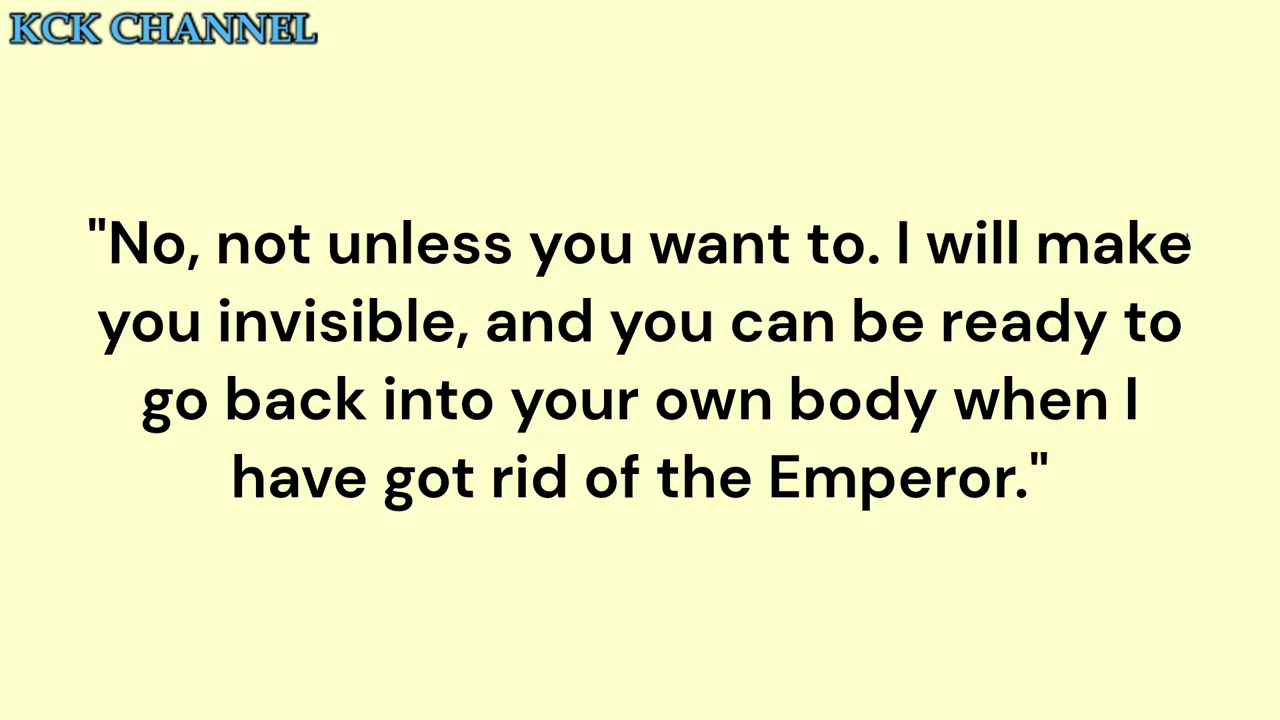 KCK CHANNEL
"No, not unless you want to. I will make
you invisible, and you can be ready to
go back into your own body when I
have got rid of the Emperor."